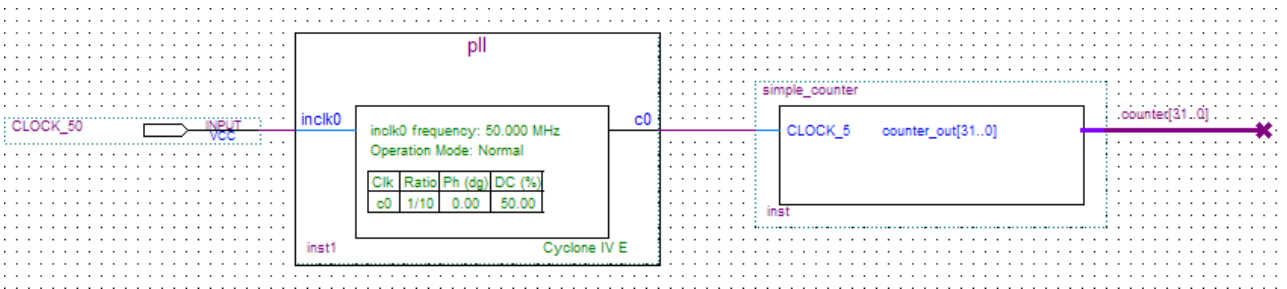 pll
CLOCK_50
INPUT
VCC
inclk0
c0
inclk0 frequency: 50.000 MHz
Operation Mode: Normal
Clk Ratio Ph (dg) DC (%)
c0 1/10 0.00 50.00
inst1
Cyclone IV E
simple_counter
CLOCK_5 counter_out[31..0]
inst
counter[31..0]